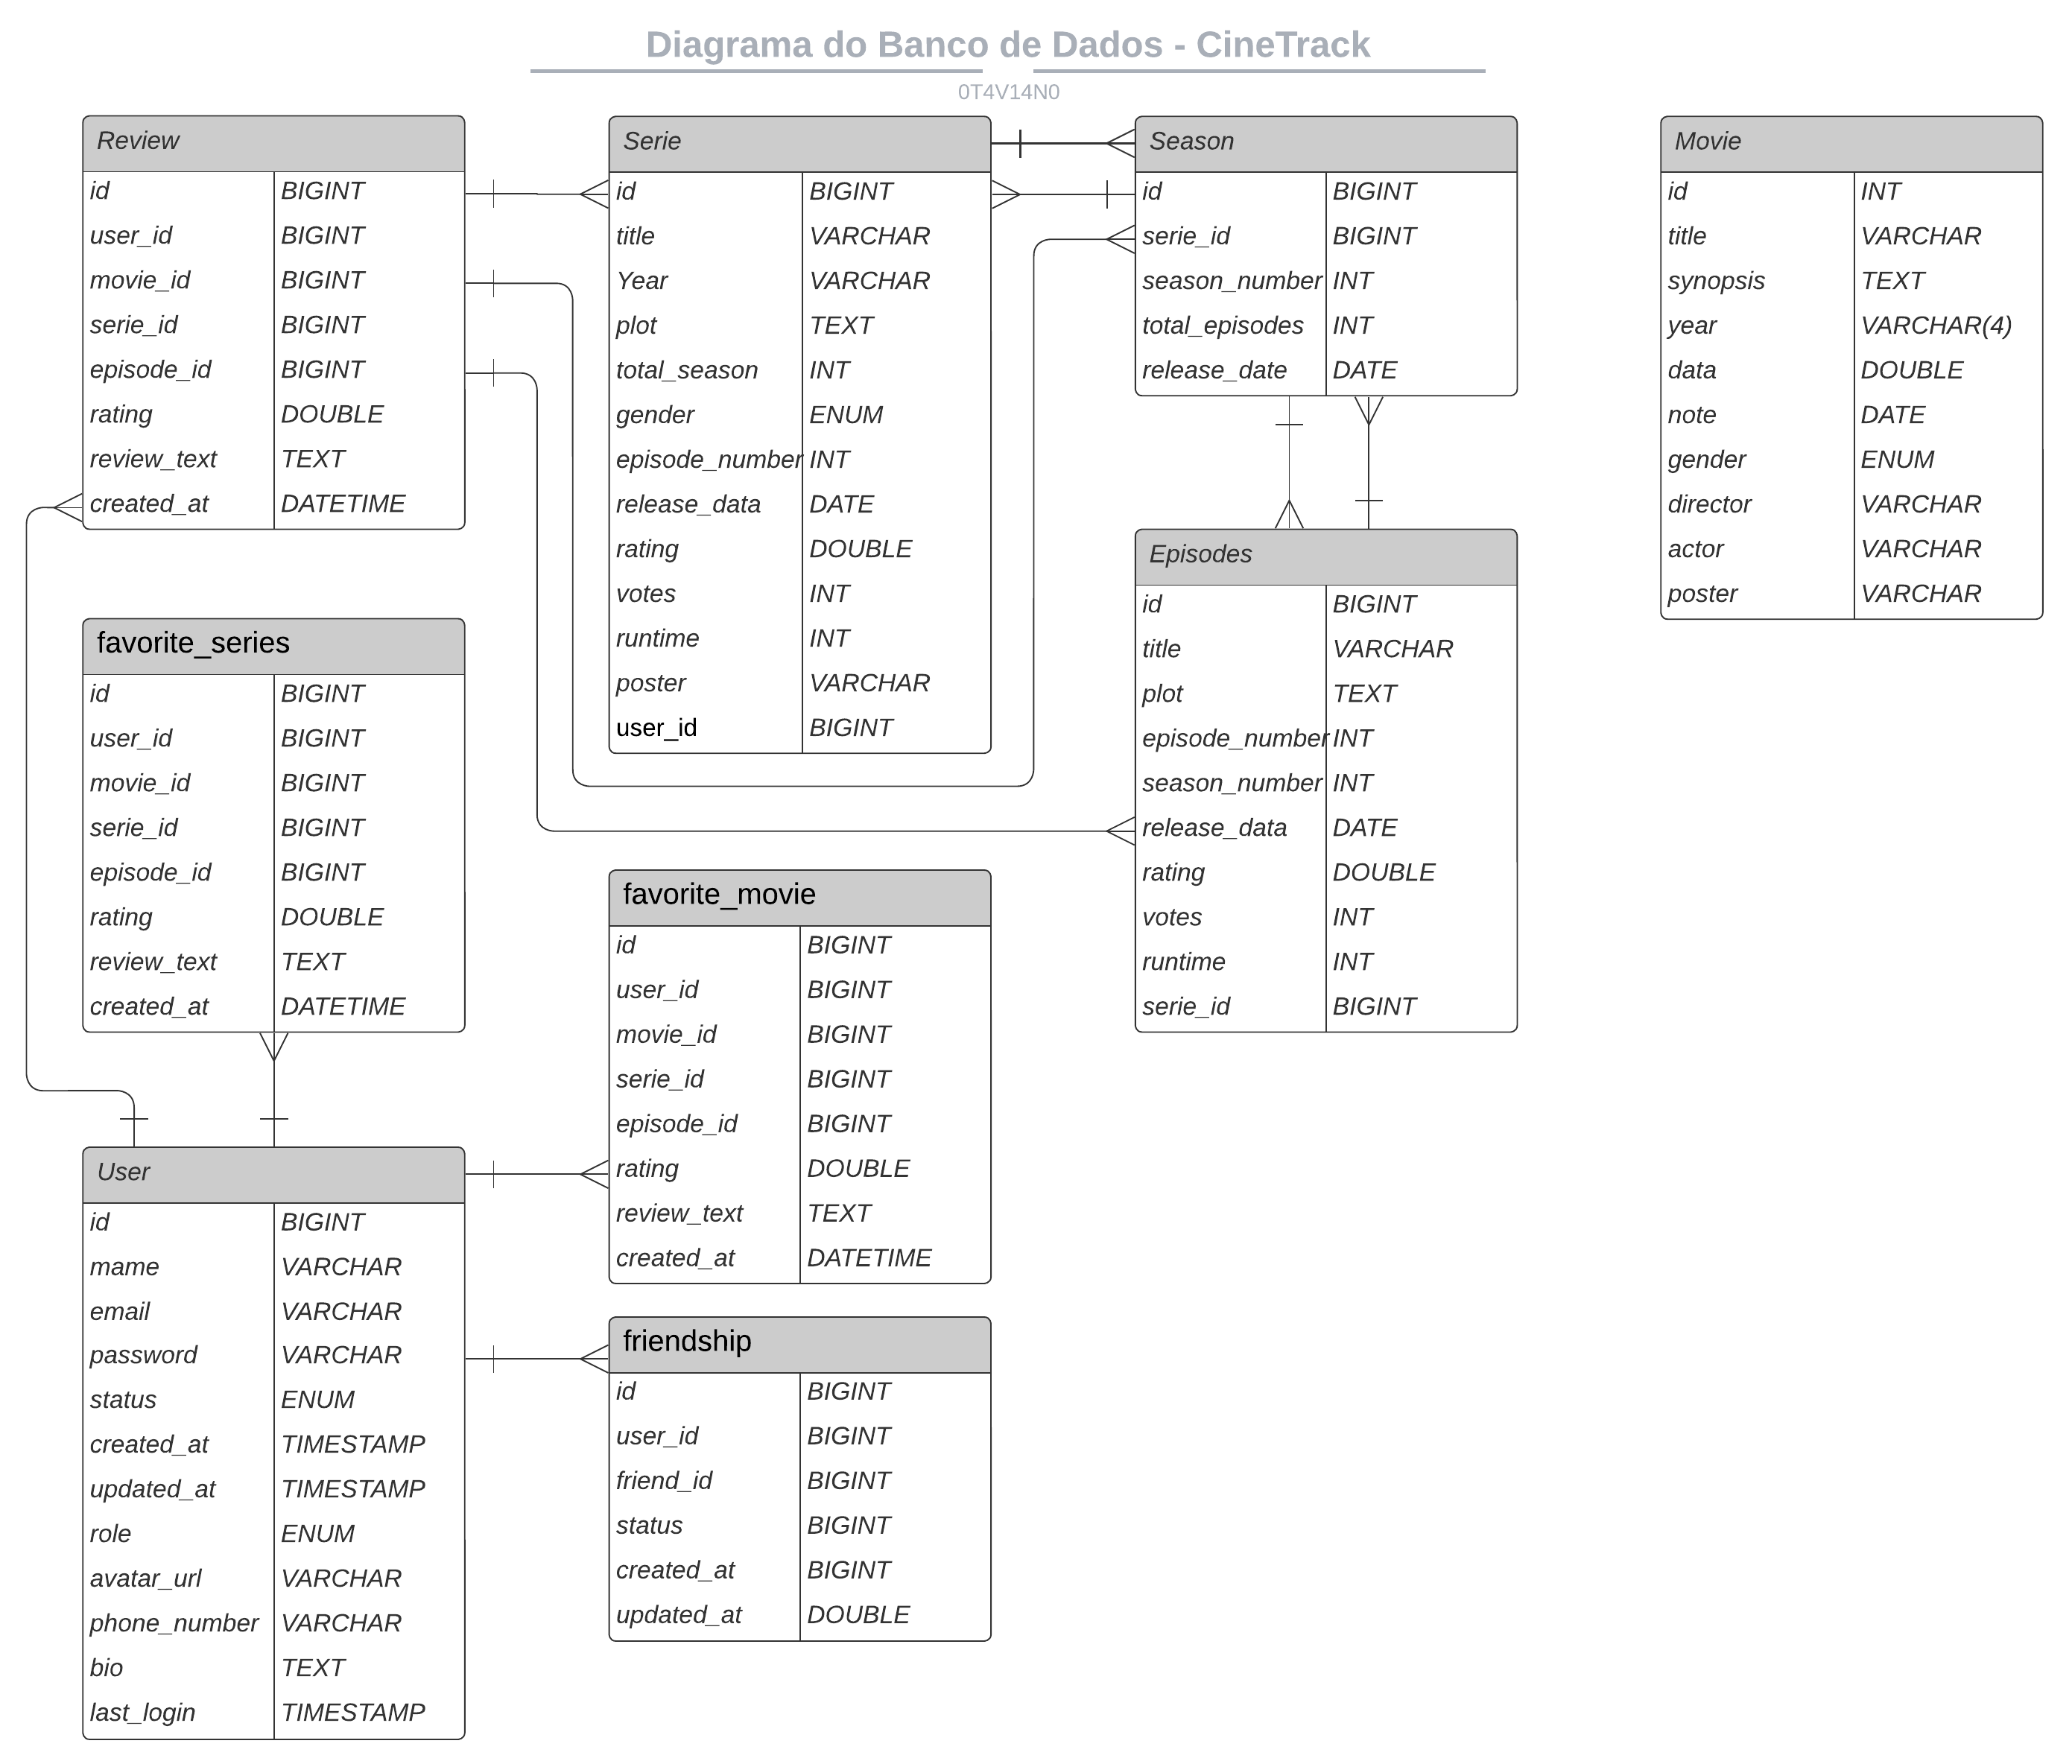 Diagrama do Banco de Dados - CineTrack
0T4V14N0
Review
id BIGINT
user_id BIGINT
movie_id BIGINT
serie_id BIGINT
episode_id BIGINT
rating DOUBLE
review_text TEXT
created_at DATETIME
Serie
id BIGINT
title VARCHAR
Year VARCHAR
plot TEXT
total_season INT
gender ENUM
episode_number INT
release_data DATE
rating DOUBLE
votes INT
runtime INT
poster VARCHAR
user_id BIGINT
Season
id BIGINT
serie_id BIGINT
season_number INT
total_episodes INT
release_date DATE
Movie
id INT
title VARCHAR
synopsis TEXT
year VARCHAR(4)
data DOUBLE
note DATE
gender ENUM
director VARCHAR
actor VARCHAR
poster VARCHAR
Episodes
id BIGINT
title VARCHAR
plot TEXT
episode_number INT
season_number INT
release_data DATE
rating DOUBLE
votes INT
runtime INT
serie_id BIGINT
favorite_series
id BIGINT
user_id BIGINT
movie_id BIGINT
serie_id BIGINT
episode_id BIGINT
rating DOUBLE
review_text TEXT
created_at DATETIME
favorite_movie
id BIGINT
user_id BIGINT
movie_id BIGINT
serie_id BIGINT
episode_id BIGINT
rating DOUBLE
review_text TEXT
created_at DATETIME
User
id BIGINT
mame VARCHAR
email VARCHAR
password VARCHAR
status ENUM
created_at TIMESTAMP
updated_at TIMESTAMP
role ENUM
avatar_url VARCHAR
phone_number VARCHAR
bio TEXT
last_login TIMESTAMP
friendship
id BIGINT
user_id BIGINT
friend_id BIGINT
status BIGINT
created_at BIGINT
updated_at DOUBLE